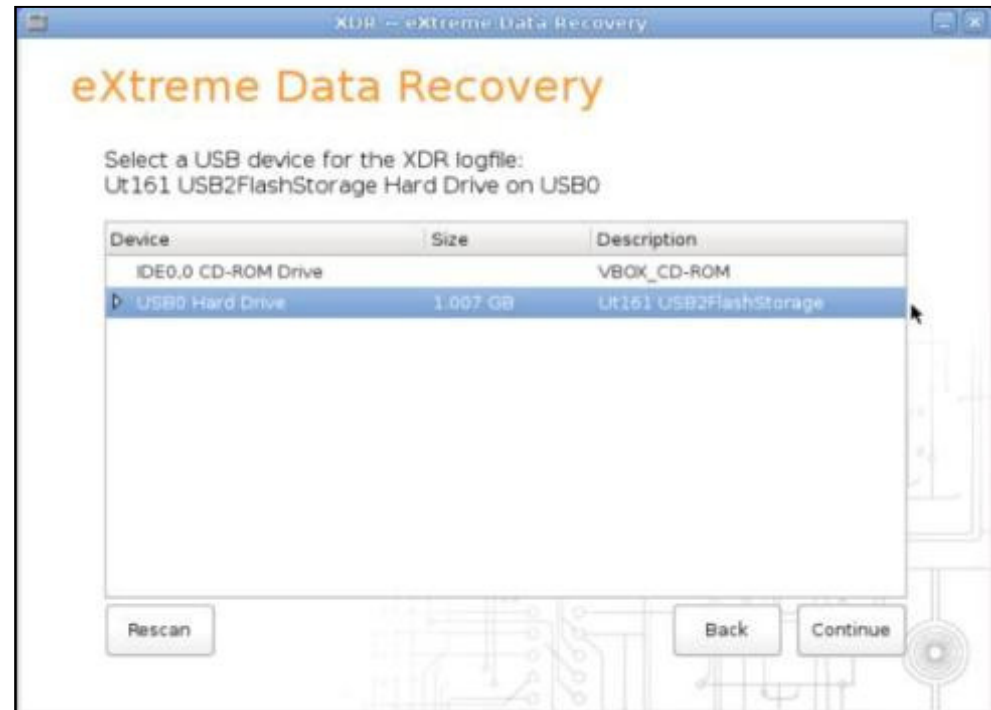 XDR -- eXtreme Data Recovery
eXtreme Data Recovery
Select a USB device for the XDR logfile:
Ut161 USB2FlashStorage Hard Drive on USB0
Device Size Description
IDE0.0 CD-ROM Drive VBOX_CD-ROM
USB0 Hard Drive 1.007 GB Ut161 USB2FlashStorage
Rescan Back Continue